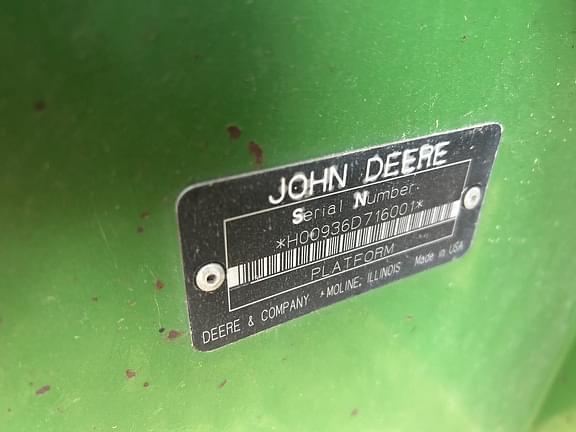 JOHN DEERE
Serial Number
*H00936D716001*
PLATFORM
DEERE & COMPANY MOLINE, ILLINOIS Made in USA